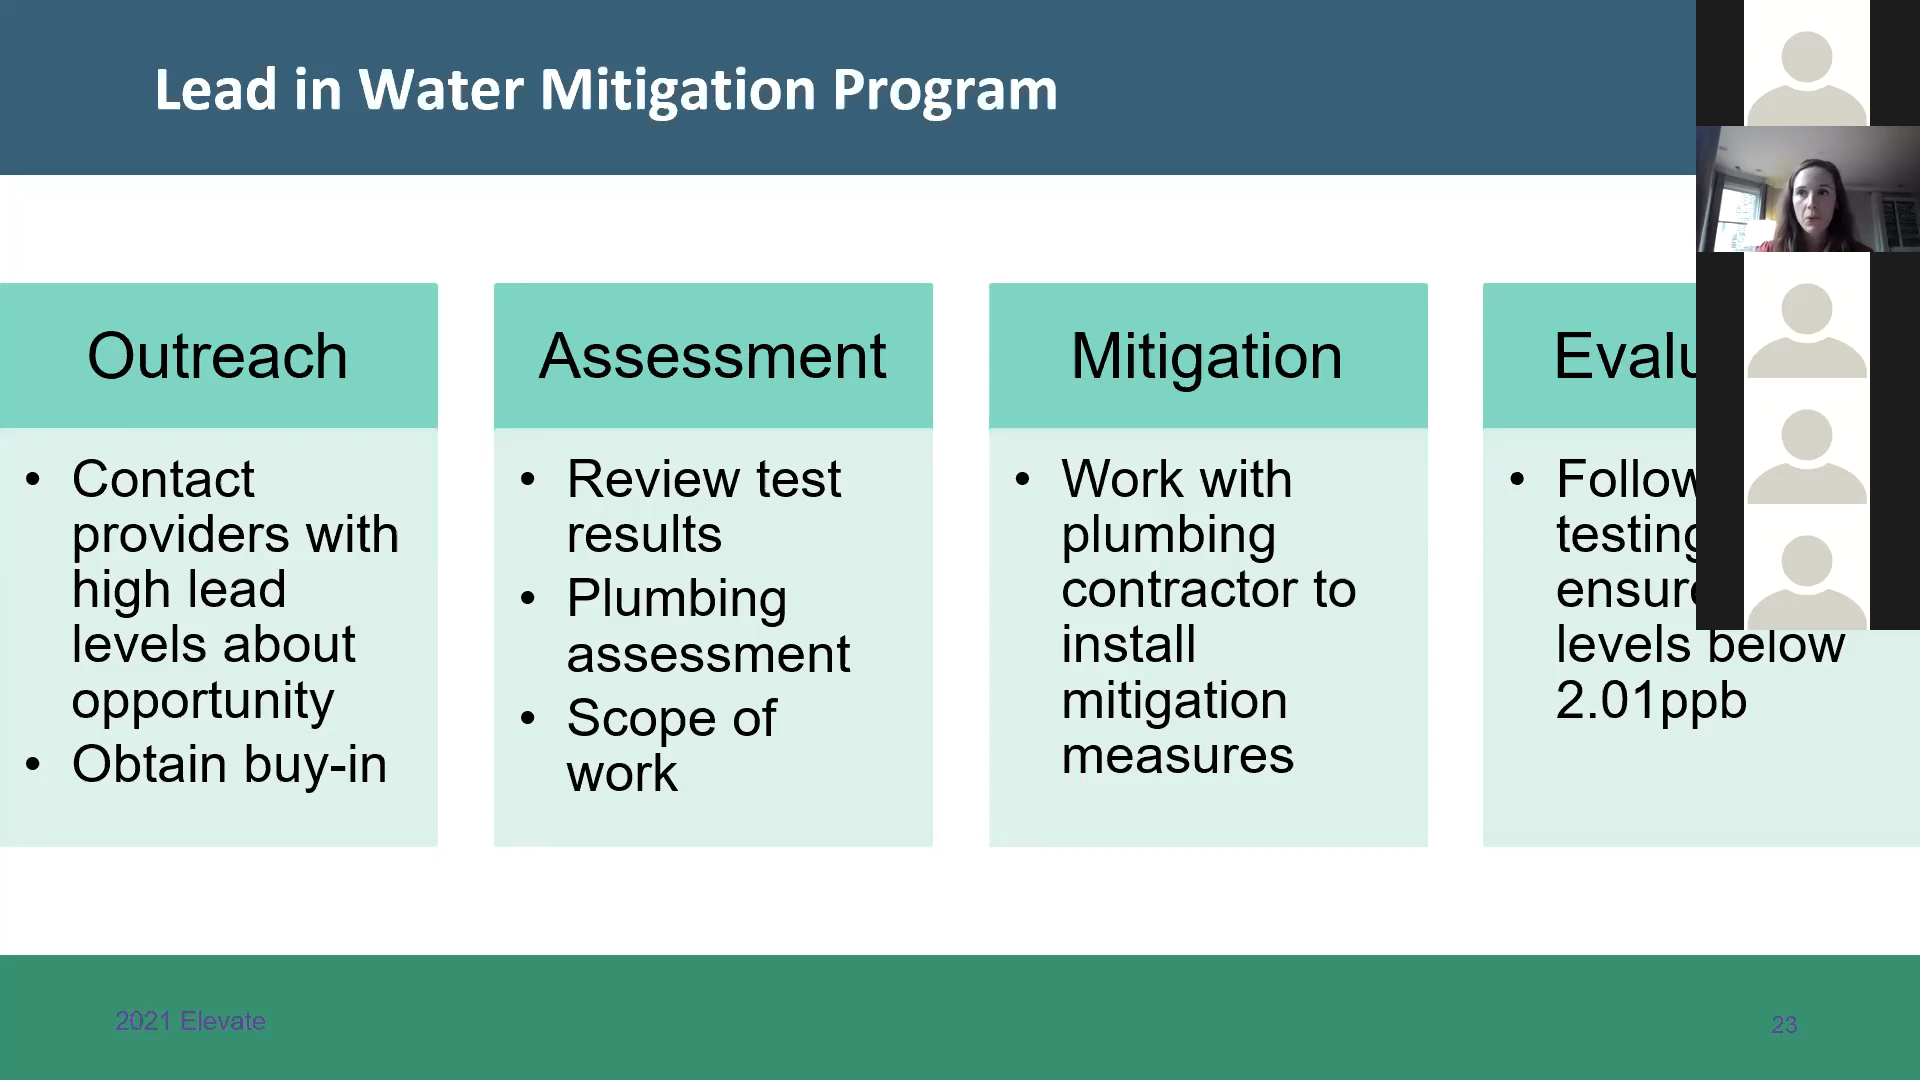 Lead in Water Mitigation Program
Outreach
• Contact
providers with
high lead
levels about
opportunity
• Obtain buy-in
Assessment
• Review test
results
• Plumbing
assessment
• Scope of
work
Mitigation
• Work with
plumbing
contractor to
install
mitigation
measures
Evalu
• Follow
testing
ensure
levels below
2.01ppb
2021 Elevate
23